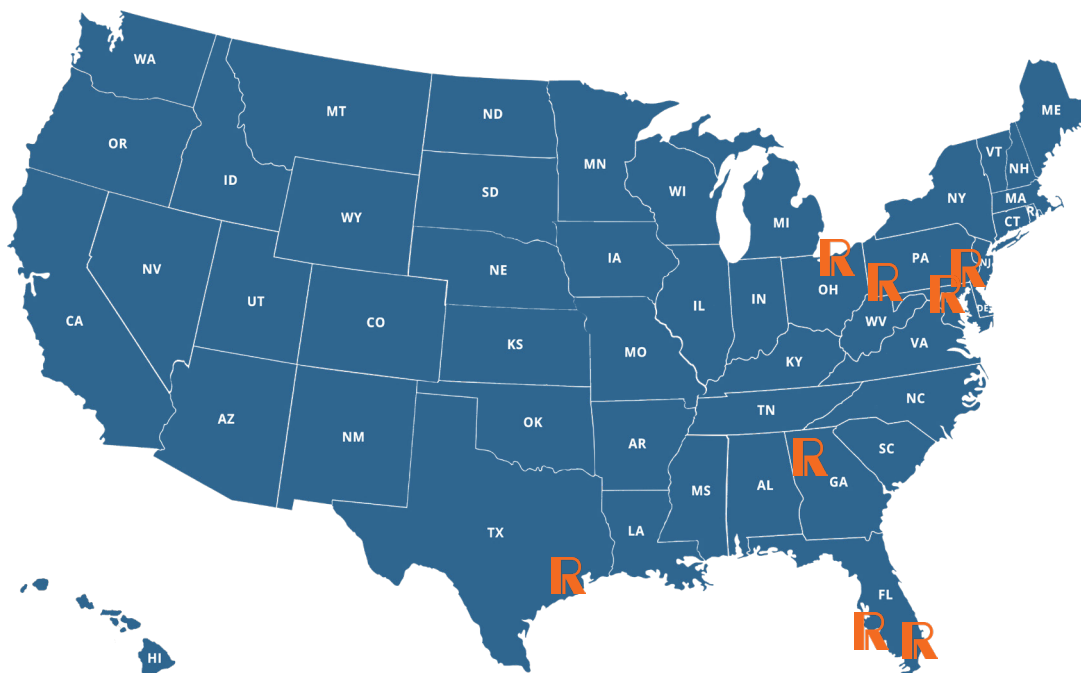 WA
MT
ND
MN
ME
OR
ID
SD
WI
VT
NH
WY
MI
NY
MA
CT
R
NV
NE
IA
PA
NJ
UT
CO
IL
IN
OH
R
R
R
R
DE
CA
KS
MO
WV
VA
KY
AZ
NM
OK
AR
TN
NC
SC
R
GA
MS
AL
TX
LA
R
FL
R
R
HI